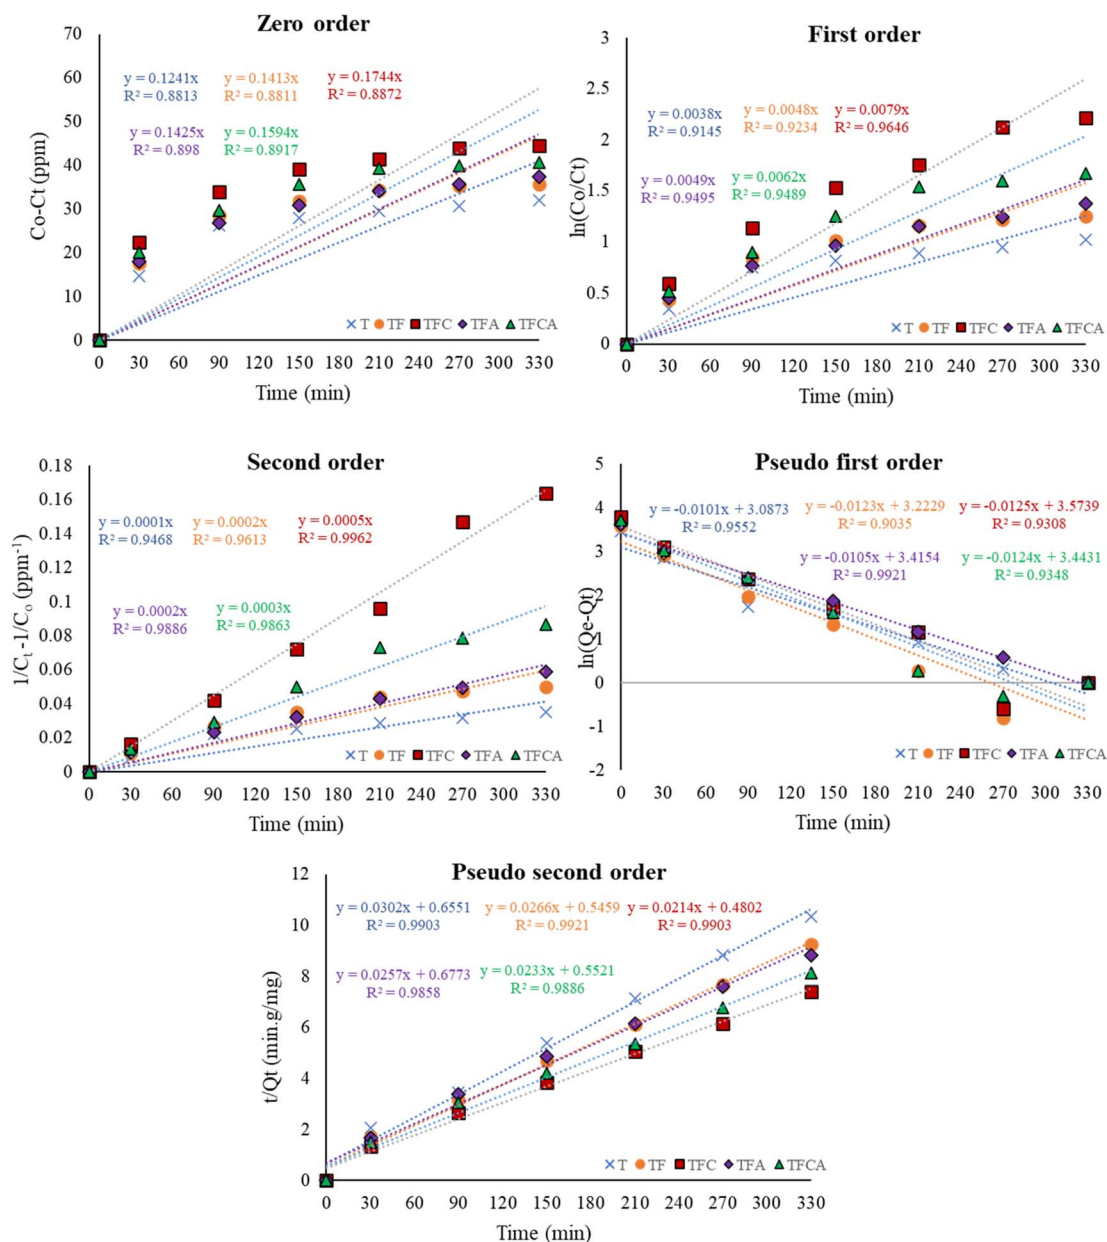 Zero order
70
60
50
40
30
20
10
0
Co-Ct (ppm)
y = 0.1241x
R² = 0.8813
y = 0.1413x
R² = 0.8811
y = 0.1744x
R² = 0.8872
y = 0.1425x
R² = 0.898
y = 0.1594x
R² = 0.8917
T TF TFC TFA TFCA
0 30 60 90 120 150 180 210 240 270 300 330
Time (min)
First order
3
2.5
2
1.5
1
0.5
0
ln(Co/Ct)
y = 0.0038x
R² = 0.9145
y = 0.0048x
R² = 0.9234
y = 0.0079x
R² = 0.9646
y = 0.0049x
R² = 0.9495
y = 0.0062x
R² = 0.9489
T TF TFC TFA TFCA
0 30 60 90 120 150 180 210 240 270 300 330
Time (min)
Second order
0.18
0.16
0.14
0.12
0.1
0.08
0.06
0.04
0.02
0
1/Cₜ -1/Cₒ (ppm⁻¹)
y = 0.0001x
R² = 0.9468
y = 0.0002x
R² = 0.9613
y = 0.0005x
R² = 0.9962
y = 0.0002x
R² = 0.9886
y = 0.0003x
R² = 0.9863
T TF TFC TFA TFCA
0 30 60 90 120 150 180 210 240 270 300 330
Time (min)
Pseudo first order
5
4
3
2
1
0
-1
-2
ln(Qe-Qt)
y = -0.0101x + 3.0873
R² = 0.9552
y = -0.0123x + 3.2229
R² = 0.9035
y = -0.0125x + 3.5739
R² = 0.9308
y = -0.0105x + 3.4154
R² = 0.9921
y = -0.0124x + 3.4431
R² = 0.9348
T TF TFC TFA TFCA
0 30 60 90 120 150 180 210 240 270 300 330
Time (min)
Pseudo second order
12
10
8
6
4
2
0
t/Qt (min.g/mg)
y = 0.0302x + 0.6551
R² = 0.9903
y = 0.0266x + 0.5459
R² = 0.9921
y = 0.0214x + 0.4802
R² = 0.9903
y = 0.0257x + 0.6773
R² = 0.9858
y = 0.0233x + 0.5521
R² = 0.9886
T TF TFC TFA TFCA
0 30 60 90 120 150 180 210 240 270 300 330
Time (min)